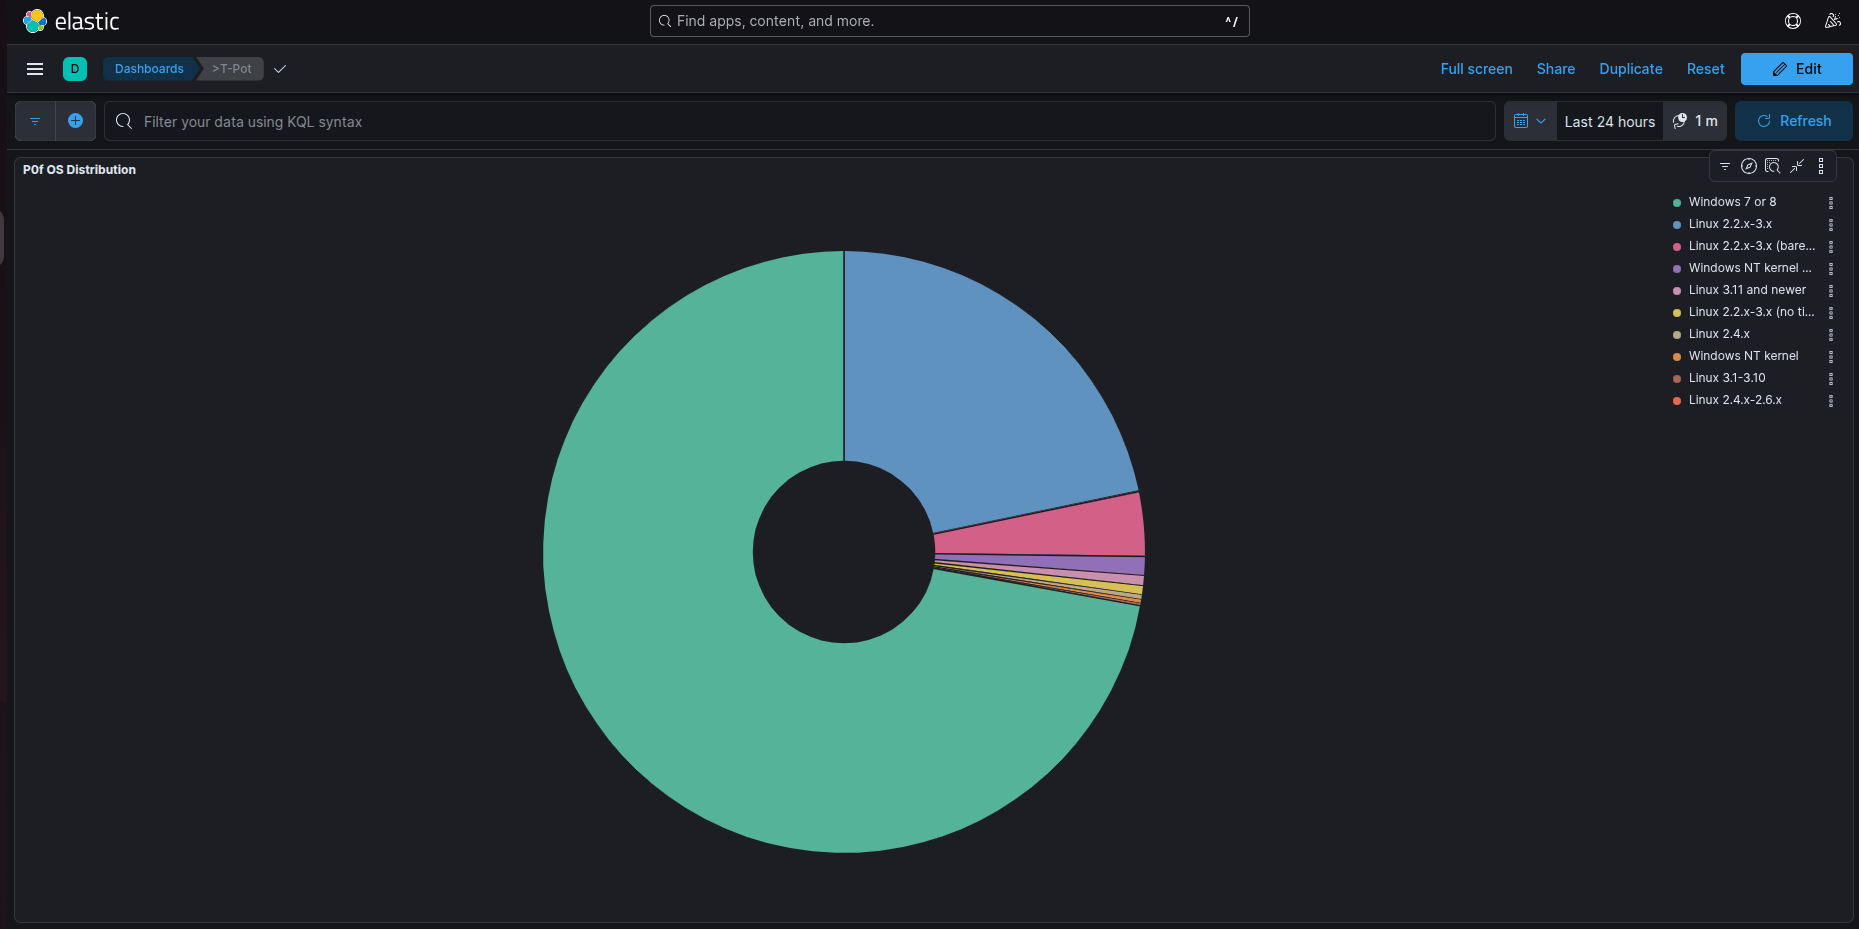 elastic
Find apps, content, and more.
^/
D
Dashboards
>T-Pot
Full screen
Share
Duplicate
Reset
Edit
Filter your data using KQL syntax
Last 24 hours
1 m
Refresh
P0f OS Distribution
Windows 7 or 8
Linux 2.2.x-3.x
Linux 2.2.x-3.x (bare...
Windows NT kernel ...
Linux 3.11 and newer
Linux 2.2.x-3.x (no ti...
Linux 2.4.x
Windows NT kernel
Linux 3.1-3.10
Linux 2.4.x-2.6.x